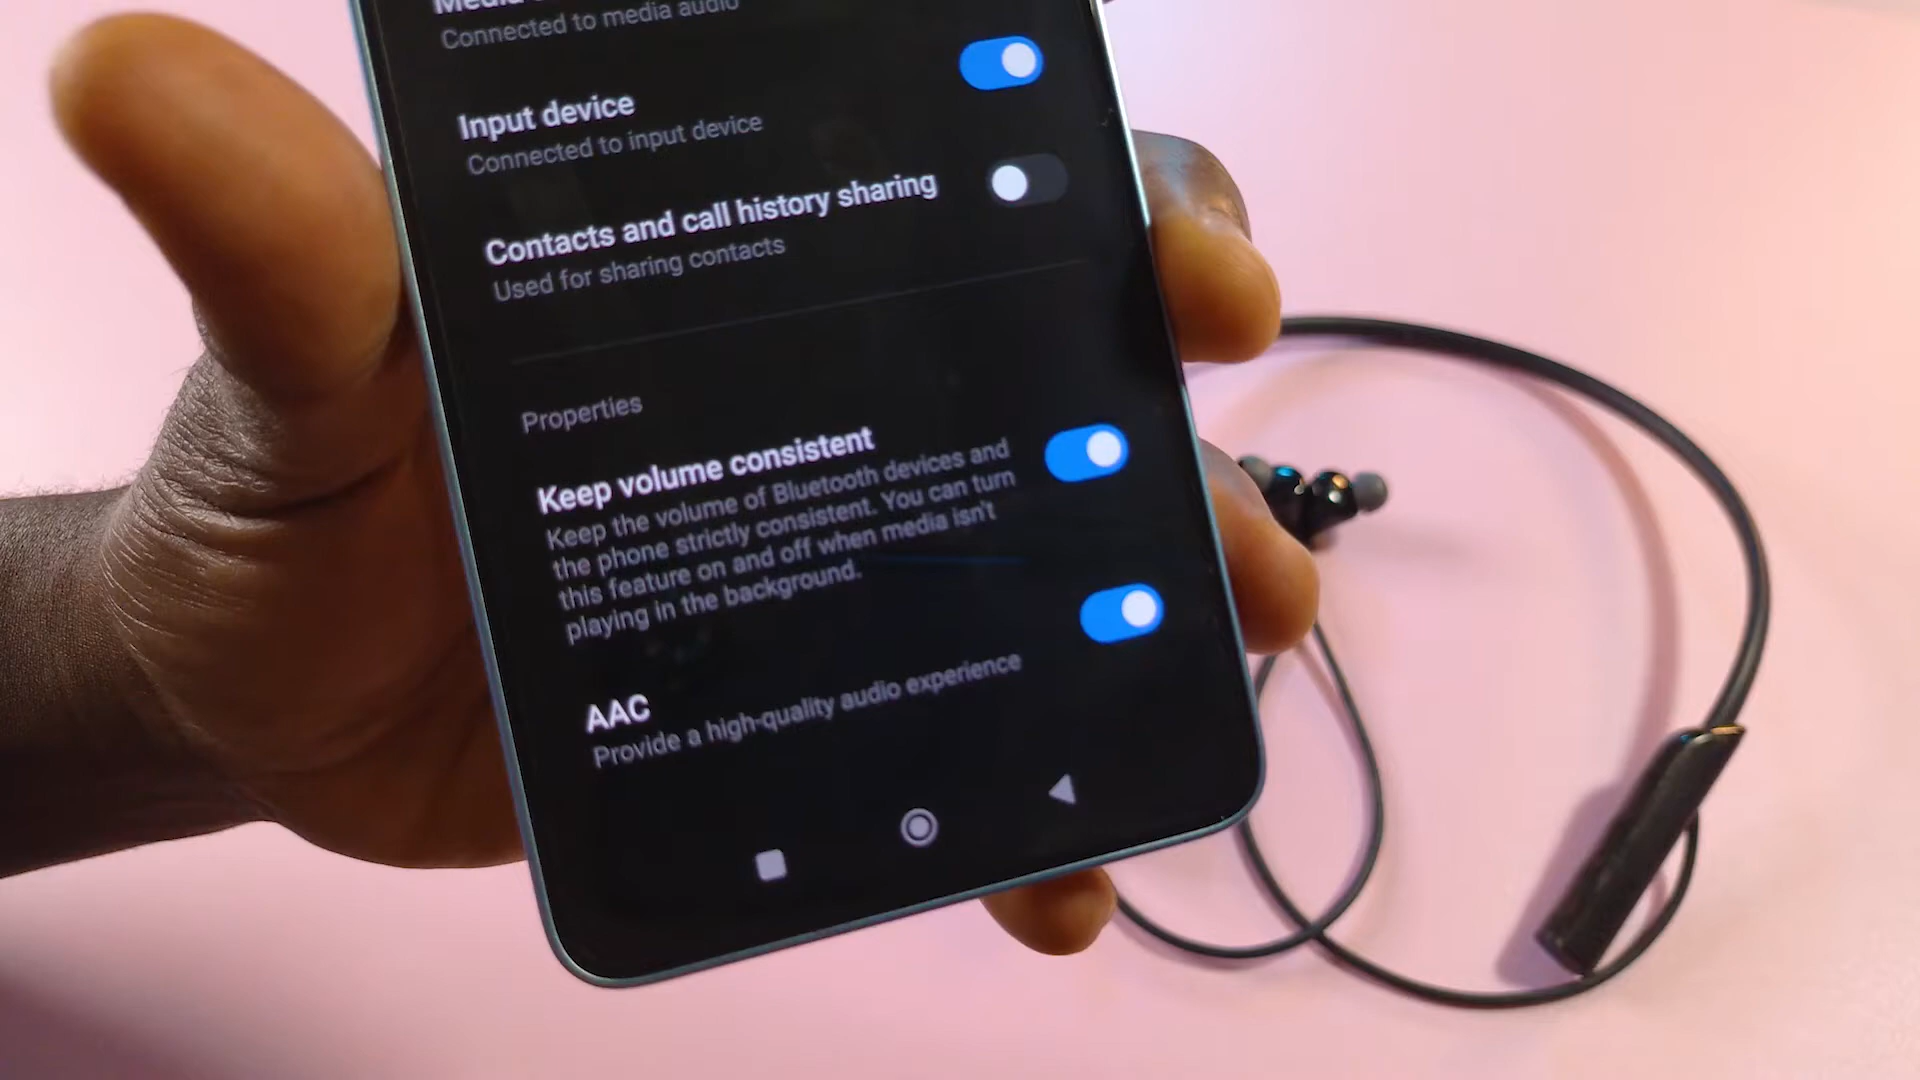 Media
Connected to media audio
Input device
Connected to input device
Contacts and call history sharing
Used for sharing contacts
Properties
Keep volume consistent
Keep the volume of Bluetooth devices and
the phone strictly consistent. You can turn
this feature on and off when media isn't
playing in the background.
AAC
Provide a high-quality audio experience